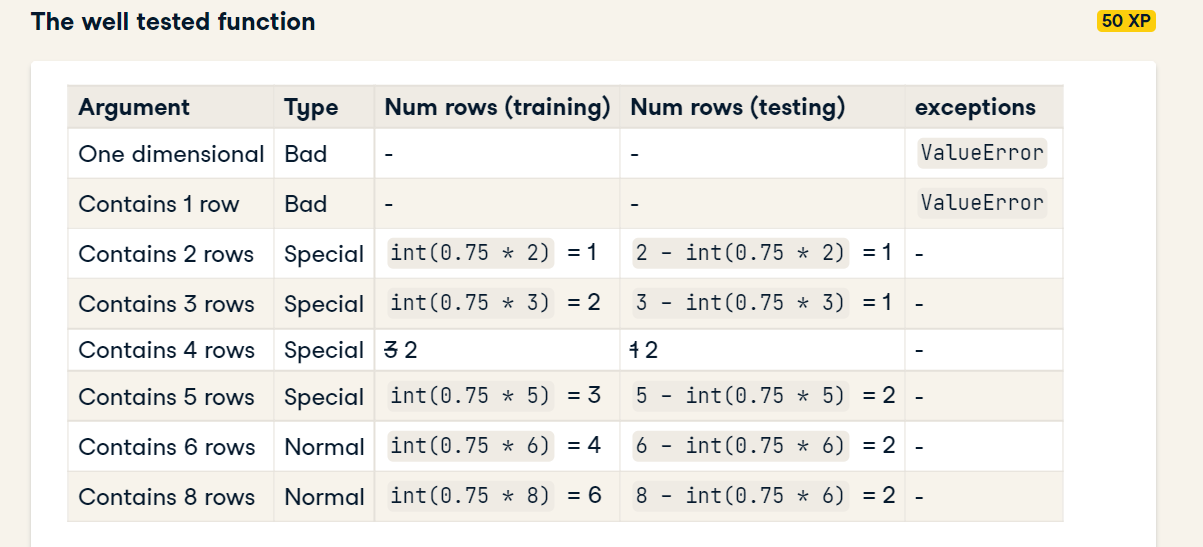 The well tested function
50 XP
Argument Type Num rows (training) Num rows (testing) exceptions
One dimensional Bad - - ValueError
Contains 1 row Bad - - ValueError
Contains 2 rows Special int(0.75 * 2) = 1 2 - int(0.75 * 2) = 1 -
Contains 3 rows Special int(0.75 * 3) = 2 3 - int(0.75 * 3) = 1 -
Contains 4 rows Special 3 2 1 2 -
Contains 5 rows Special int(0.75 * 5) = 3 5 - int(0.75 * 5) = 2 -
Contains 6 rows Normal int(0.75 * 6) = 4 6 - int(0.75 * 6) = 2 -
Contains 8 rows Normal int(0.75 * 8) = 6 8 - int(0.75 * 6) = 2 -